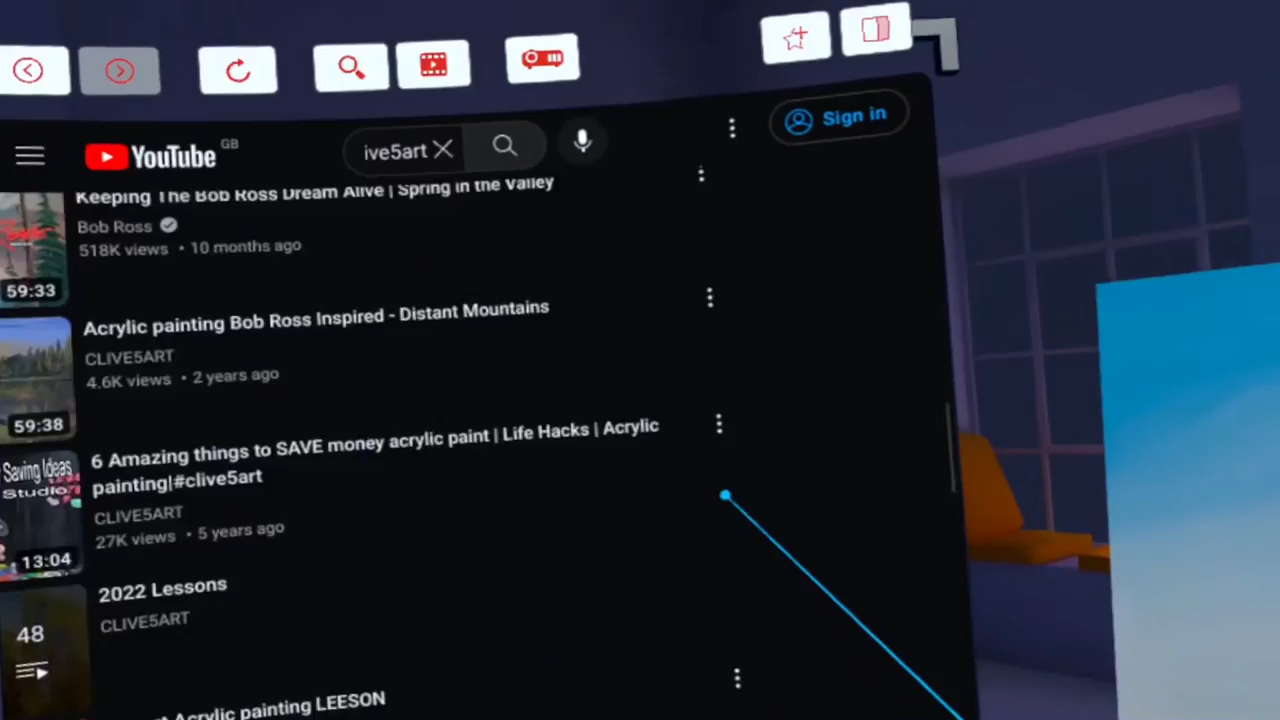 YouTube GB
ive5art
Sign in
Keeping The Bob Ross Dream Alive | Spring in the Valley
Bob Ross
518K views • 10 months ago
59:33
Acrylic painting Bob Ross Inspired - Distant Mountains
CLIVE5ART
4.6K views • 2 years ago
59:38
6 Amazing things to SAVE money acrylic paint | Life Hacks | Acrylic
painting|#clive5art
CLIVE5ART
27K views • 5 years ago
Saving Ideas
Studio
13:04
2022 Lessons
CLIVE5ART
48
Acrylic painting LEESON